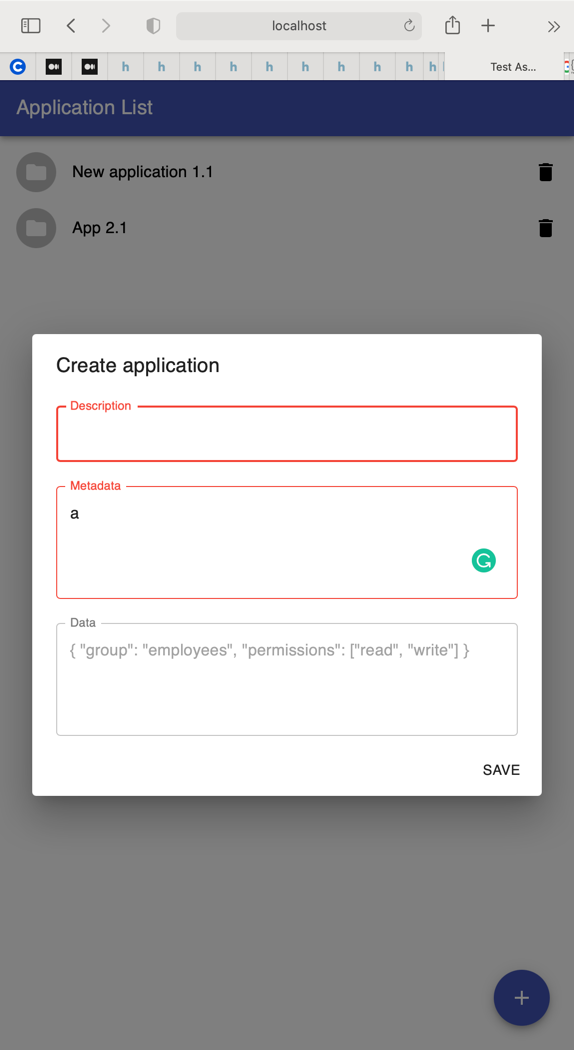 localhost
h h h h h h h h h h Test As...
Application List
New application 1.1
App 2.1
Create application
Description
Metadata
a
Data
{ "group": "employees", "permissions": ["read", "write"] }
SAVE